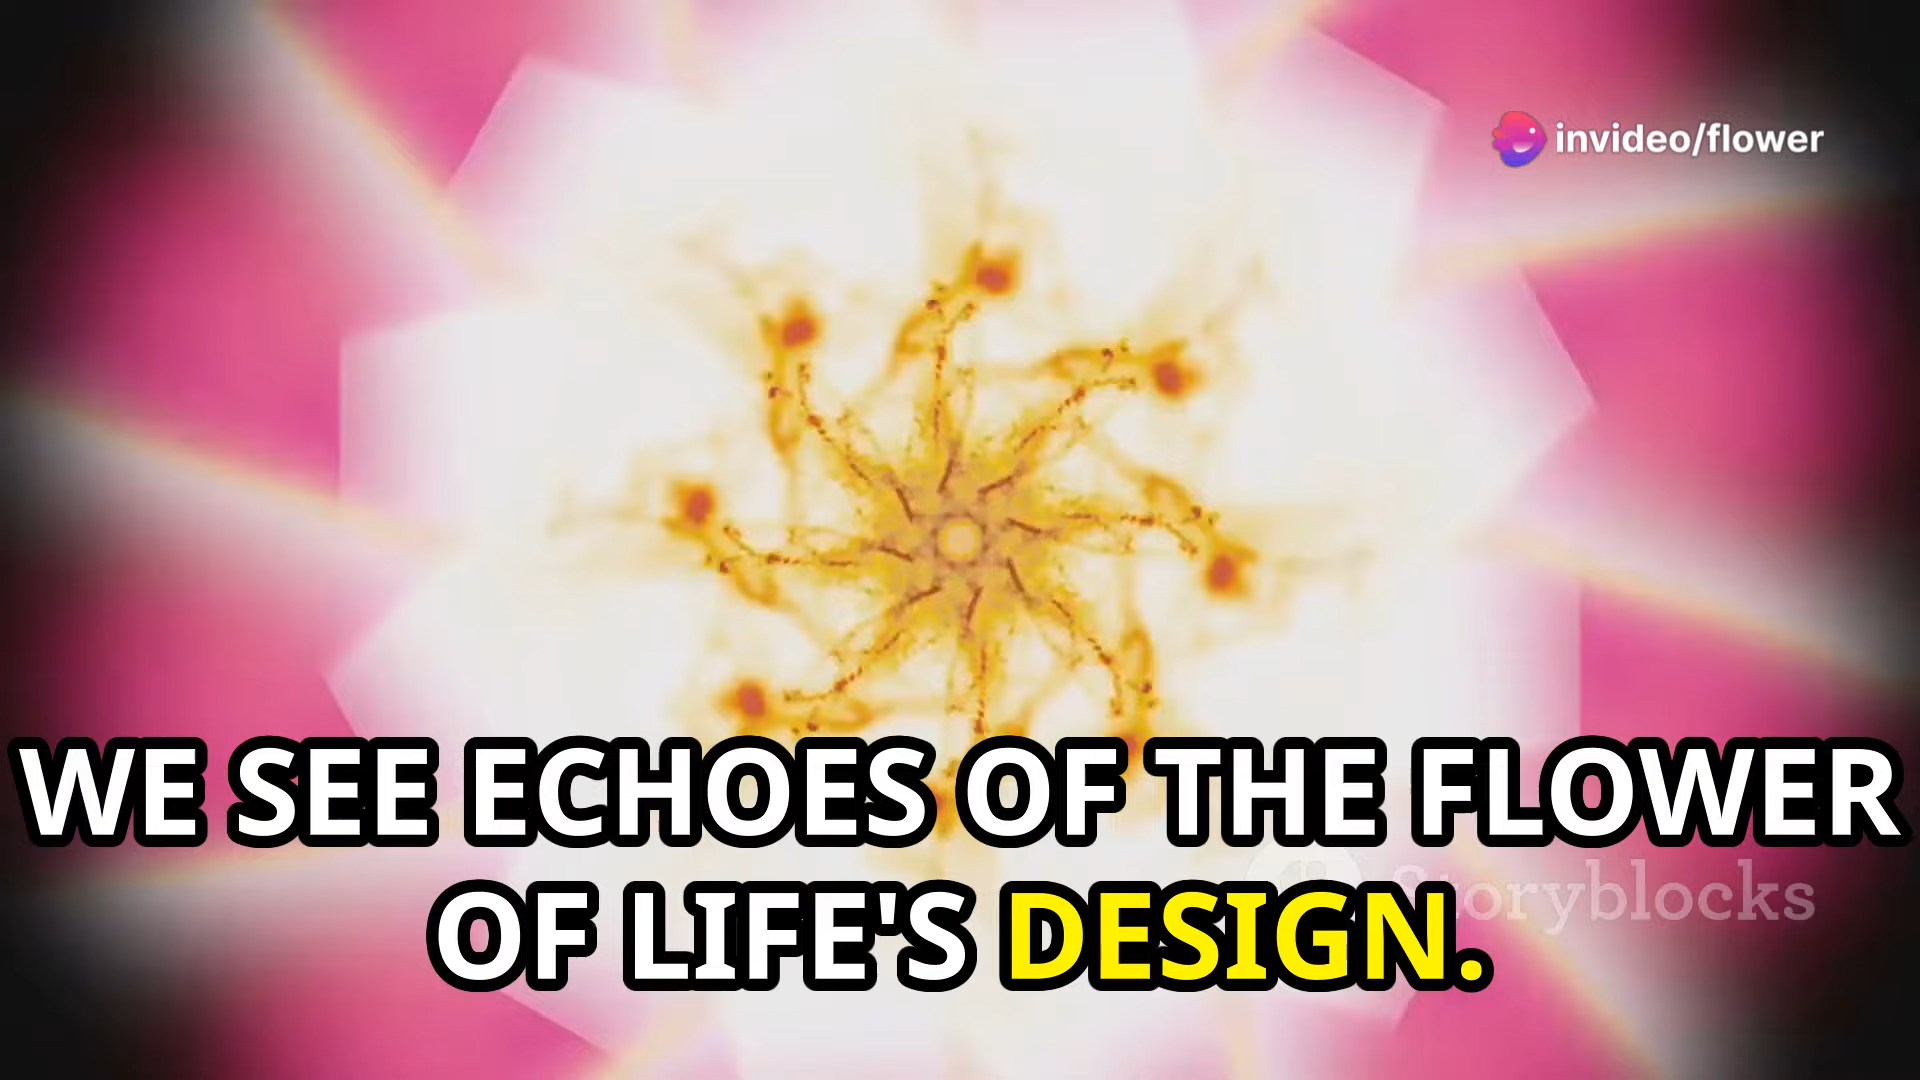 invideo/flower
WE SEE ECHOES OF THE FLOWER
OF LIFE'S DESIGN.
Storyblocks